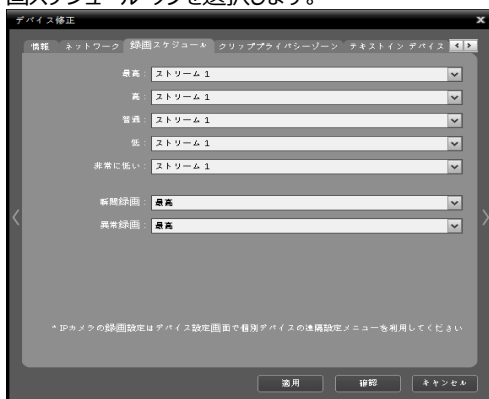 画スケジュールタブを選択します。
デバイス修正 x
情報 ネットワーク 録画スケジュール クリッププライバシーゾーン テキストイン デバイス
最高: ストリーム 1
高: ストリーム 1
普通: ストリーム 1
低: ストリーム 1
非常に低い: ストリーム 1
瞬間録画: 最高
異常録画: 最高
* IPカメラの録画設定はデバイス設定画面で個別デバイスの遠隔設定メニューを利用してください
適用 確認 キャンセル